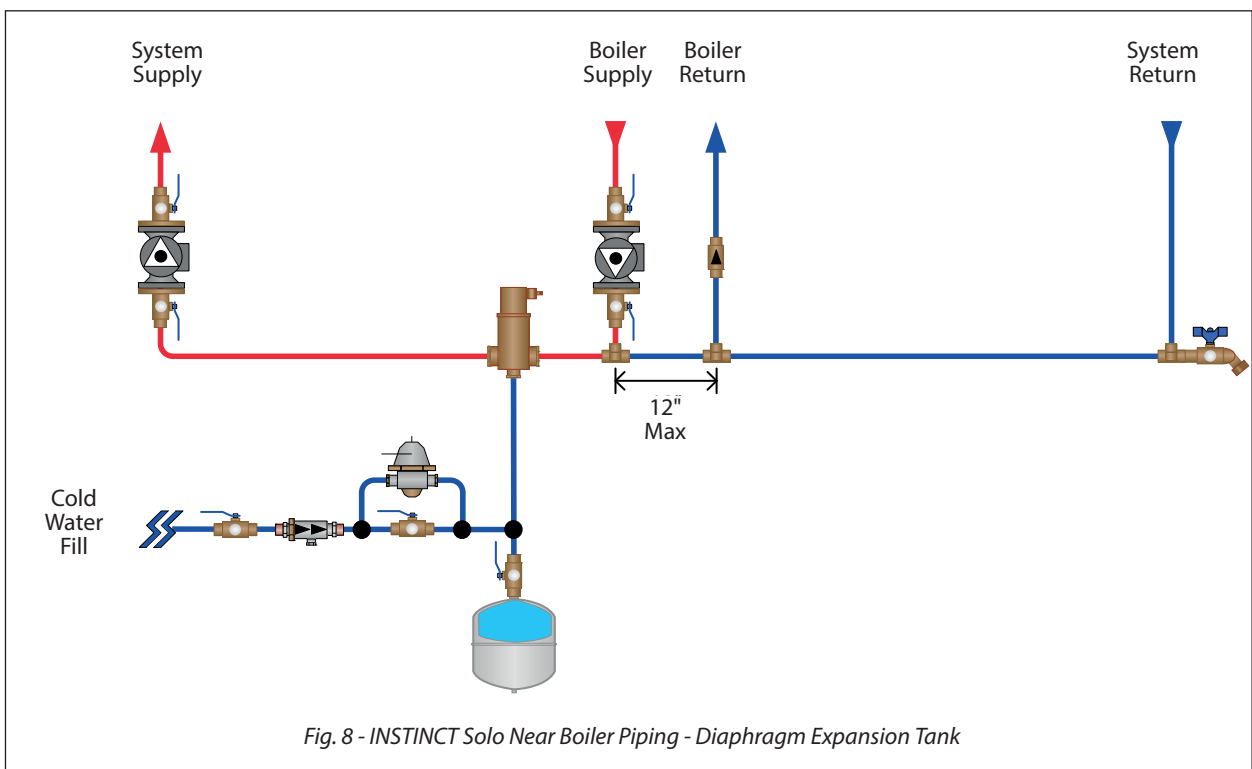 System
Supply
Boiler
Supply
Boiler
Return
System
Return
12"
Max
Cold
Water
Fill
Fig. 8 - INSTINCT Solo Near Boiler Piping - Diaphragm Expansion Tank